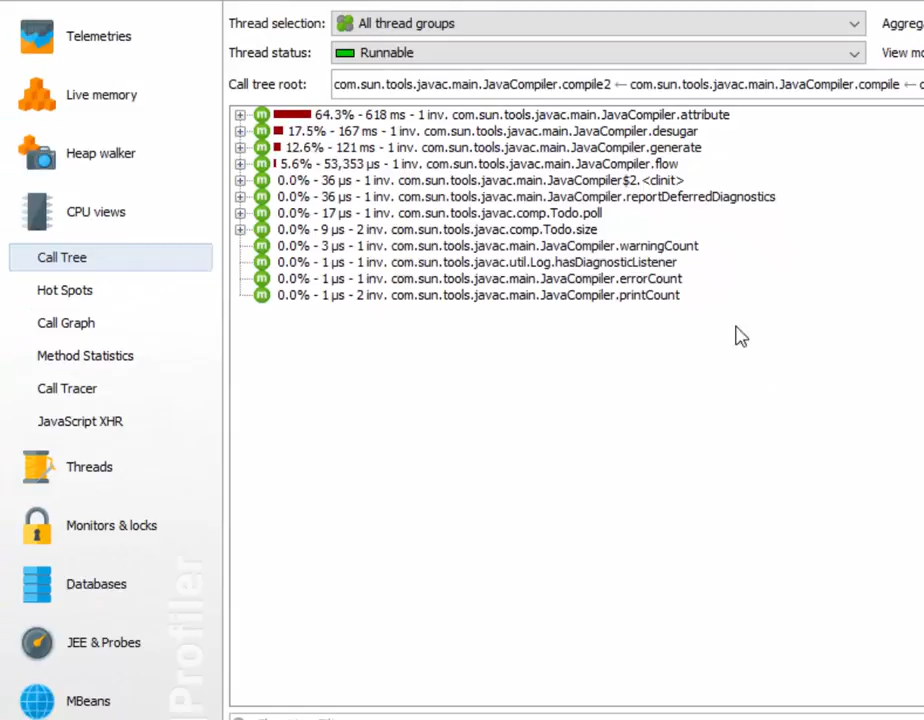 Telemetries
Live memory
Heap walker
CPU views
Call Tree
Hot Spots
Call Graph
Method Statistics
Call Tracer
JavaScript XHR
Threads
Monitors & locks
Databases
JEE & Probes
MBeans
Profiler
Thread selection: All thread groups Aggreg
Thread status: Runnable View mo
Call tree root: com.sun.tools.javac.main.JavaCompiler.compile2 ← com.sun.tools.javac.main.JavaCompiler.compile ← c
m 64.3% - 618 ms - 1 inv. com.sun.tools.javac.main.JavaCompiler.attribute
m 17.5% - 167 ms - 1 inv. com.sun.tools.javac.main.JavaCompiler.desugar
m 12.6% - 121 ms - 1 inv. com.sun.tools.javac.main.JavaCompiler.generate
m 5.6% - 53,353 µs - 1 inv. com.sun.tools.javac.main.JavaCompiler.flow
m 0.0% - 36 µs - 1 inv. com.sun.tools.javac.main.JavaCompiler$2.<clinit>
m 0.0% - 36 µs - 1 inv. com.sun.tools.javac.main.JavaCompiler.reportDeferredDiagnostics
m 0.0% - 17 µs - 1 inv. com.sun.tools.javac.comp.Todo.poll
m 0.0% - 9 µs - 2 inv. com.sun.tools.javac.comp.Todo.size
m 0.0% - 3 µs - 1 inv. com.sun.tools.javac.main.JavaCompiler.warningCount
m 0.0% - 1 µs - 1 inv. com.sun.tools.javac.util.Log.hasDiagnosticListener
m 0.0% - 1 µs - 1 inv. com.sun.tools.javac.main.JavaCompiler.errorCount
m 0.0% - 1 µs - 2 inv. com.sun.tools.javac.main.JavaCompiler.printCount